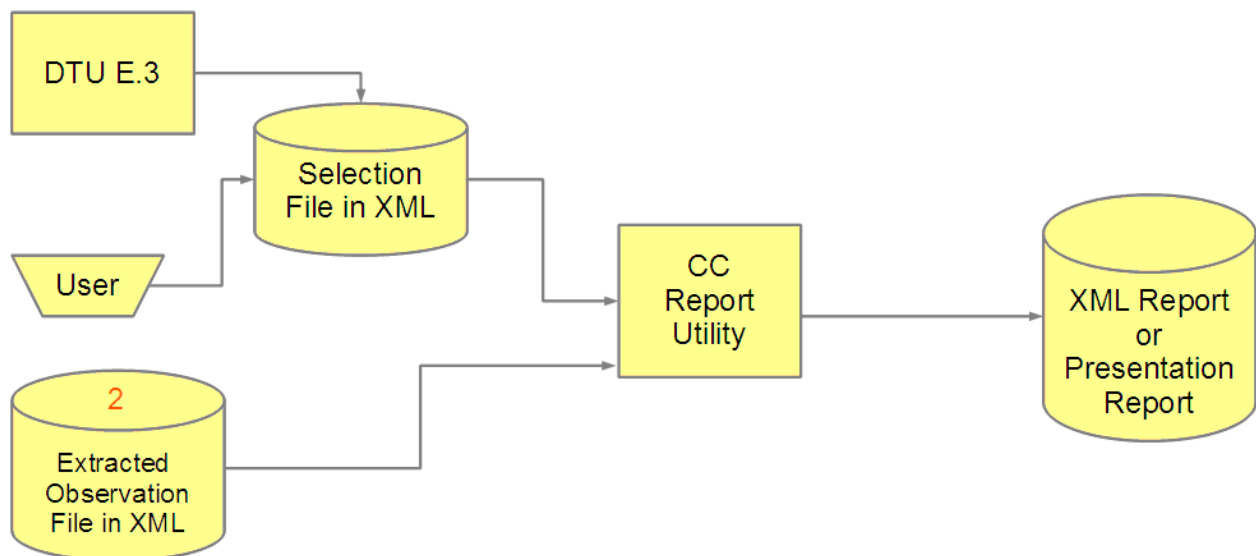 DTU E.3
Selection
File in XML
User
CC
Report
Utility
XML Report
or
Presentation
Report
2
Extracted
Observation
File in XML